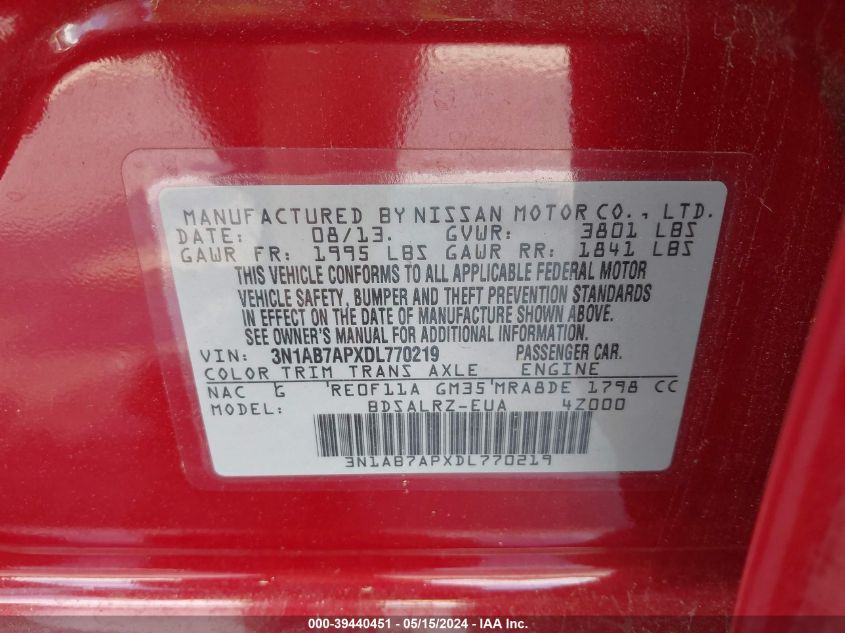 MANUFACTURED BY NISSAN MOTOR CO., LTD.
DATE: 08/13. GVWR: 3801 LBS
GAWR FR: 1995 LBS GAWR RR: 1841 LBS
THIS VEHICLE CONFORMS TO ALL APPLICABLE FEDERAL MOTOR
VEHICLE SAFETY, BUMPER AND THEFT PREVENTION STANDARDS
IN EFFECT ON THE DATE OF MANUFACTURE SHOWN ABOVE.
SEE OWNER'S MANUAL FOR ADDITIONAL INFORMATION.
VIN: 3N1AB7APXDL770219 PASSENGER CAR.
COLOR TRIM TRANS AXLE ENGINE
NAC G RE0F11A GM35 MRA8DE 1798 CC
MODEL: BDSALRZ-EUA 4Z000
3N1AB7APXDL770219
000-39440451 - 05/15/2024 - IAAI.COM